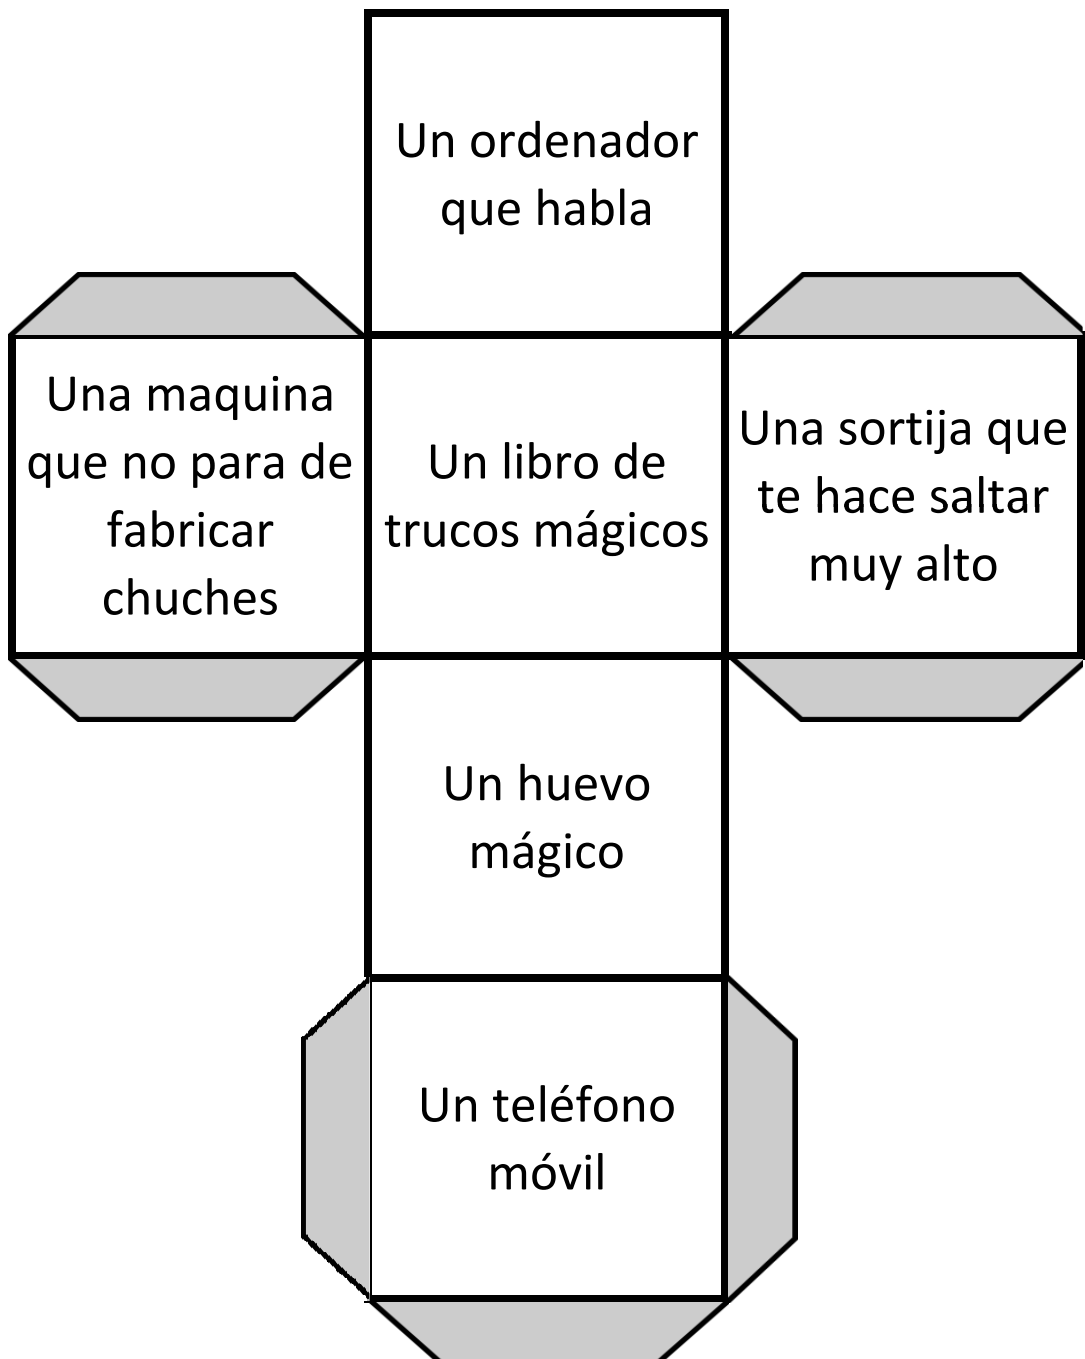 Un ordenador
que habla
Una maquina
que no para de
fabricar
chuches
Un libro de
trucos mágicos
Una sortija que
te hace saltar
muy alto
Un huevo
mágico
Un teléfono
móvil